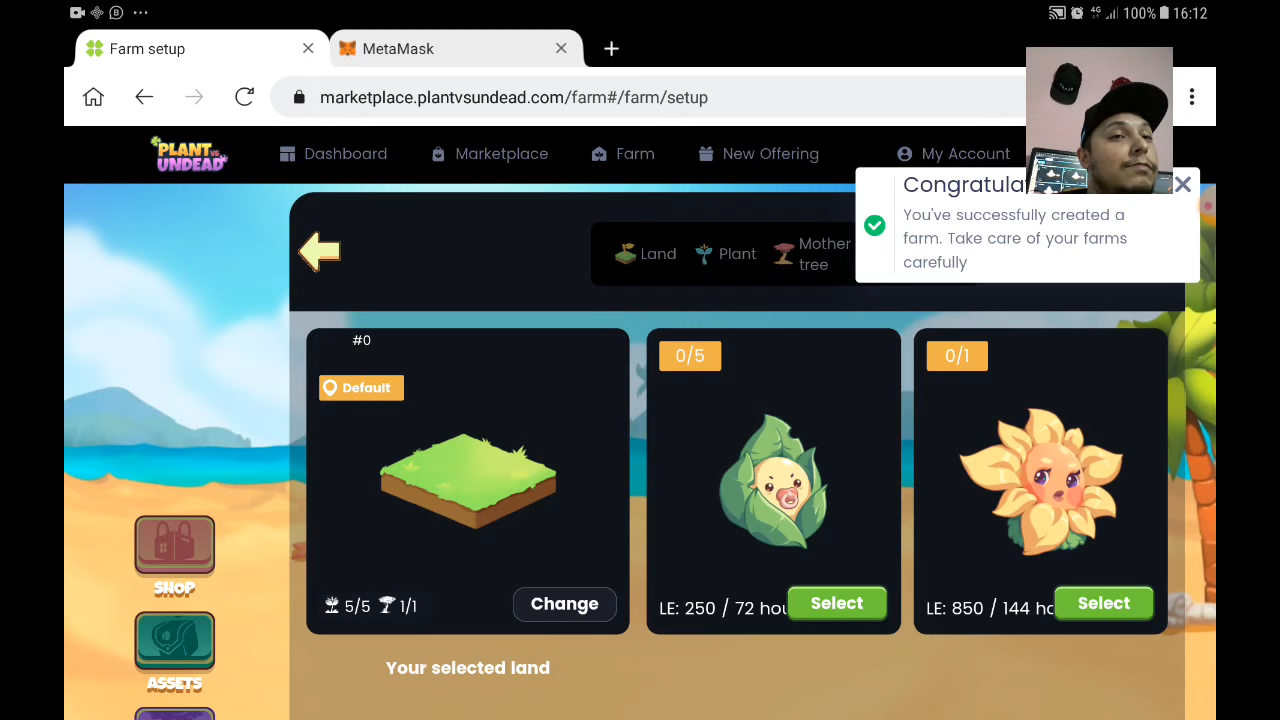 4G 100% 16:12
Farm setup
MetaMask
marketplace.plantvsundead.com/farm#/farm/setup
PLANT VS UNDEAD
Dashboard Marketplace Farm New Offering My Account
Congratula
You've successfully created a
farm. Take care of your farms
carefully
Land Plant Mother
tree
#0
Default
5/5 1/1
Change
0/5
LE: 250 / 72 hou
Select
0/1
LE: 850 / 144 ho
Select
Your selected land
SHOP
ASSETS